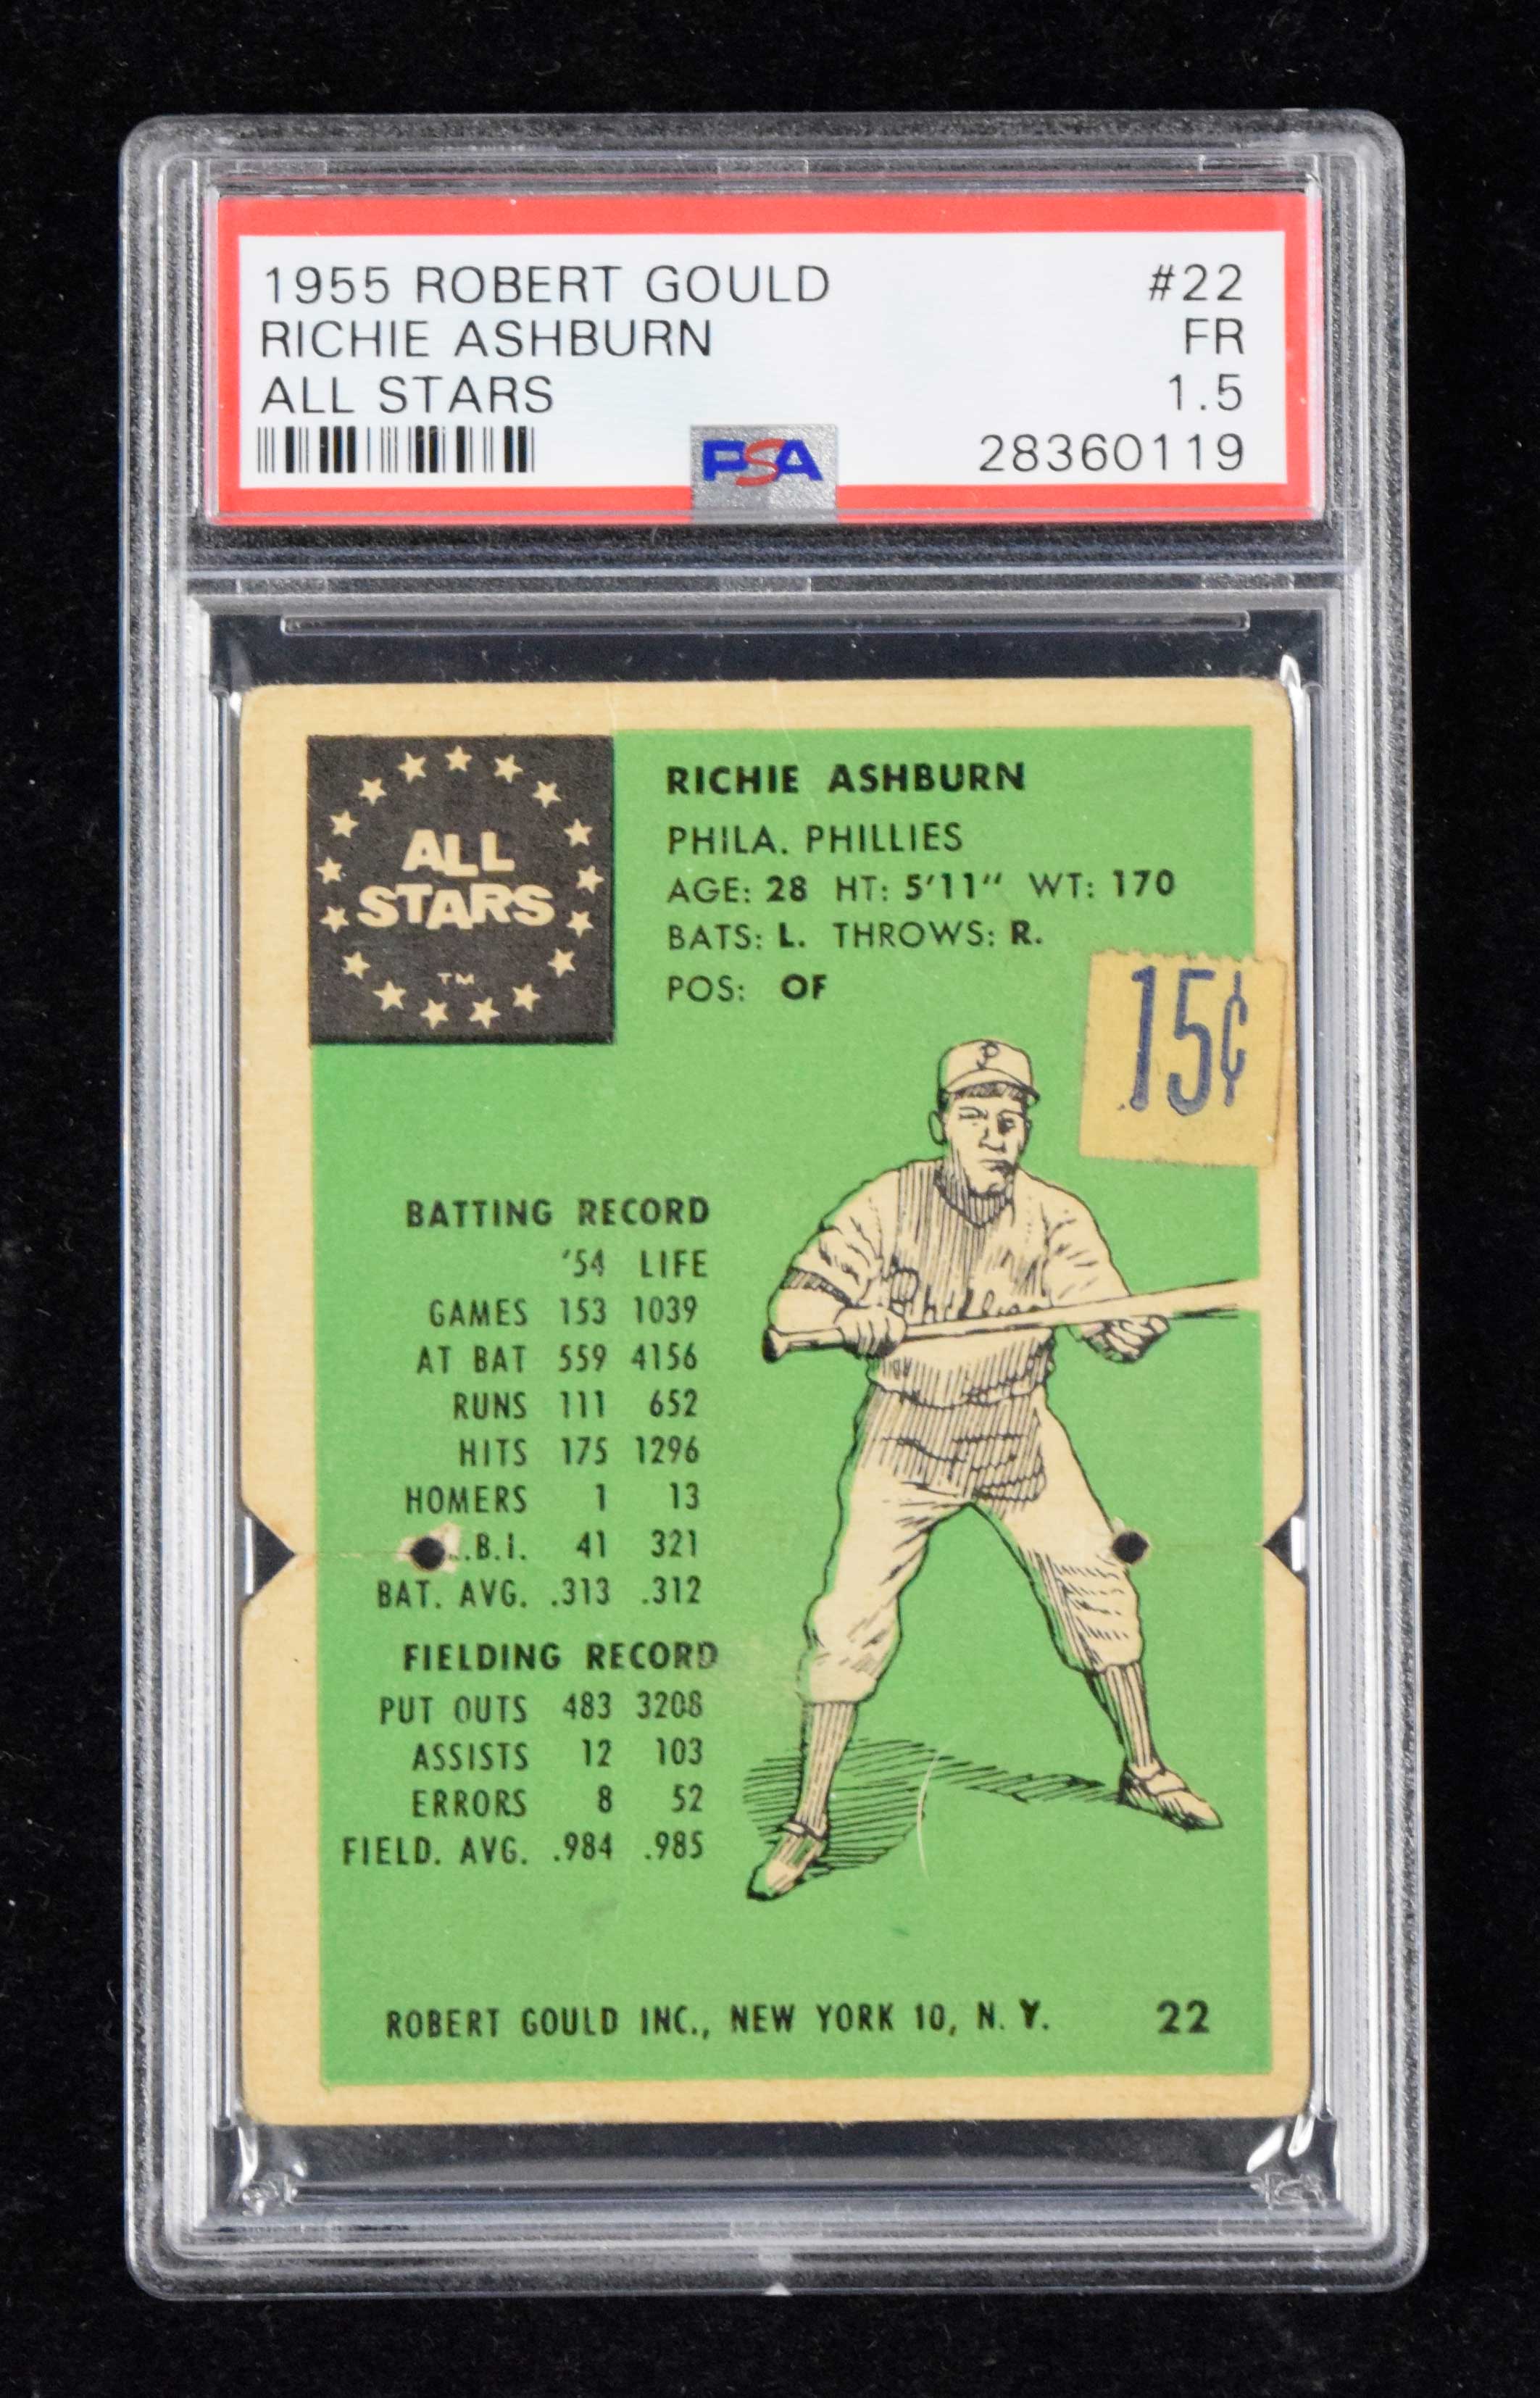 1955 ROBERT GOULD #22
RICHIE ASHBURN FR
ALL STARS 1.5
PSA 28360119
ALL
STARS
TM
RICHIE ASHBURN
PHILA. PHILLIES
AGE: 28 HT: 5'11" WT: 170
BATS: L. THROWS: R.
POS: OF
15¢
P
Phillies
BATTING RECORD
'54 LIFE
GAMES 153 1039
AT BAT 559 4156
RUNS 111 652
HITS 175 1296
HOMERS 1 13
.B.I. 41 321
BAT. AVG. .313 .312
FIELDING RECORD
PUT OUTS 483 3208
ASSISTS 12 103
ERRORS 8 52
FIELD. AVG. .984 .985
ROBERT GOULD INC., NEW YORK 10, N. Y. 22